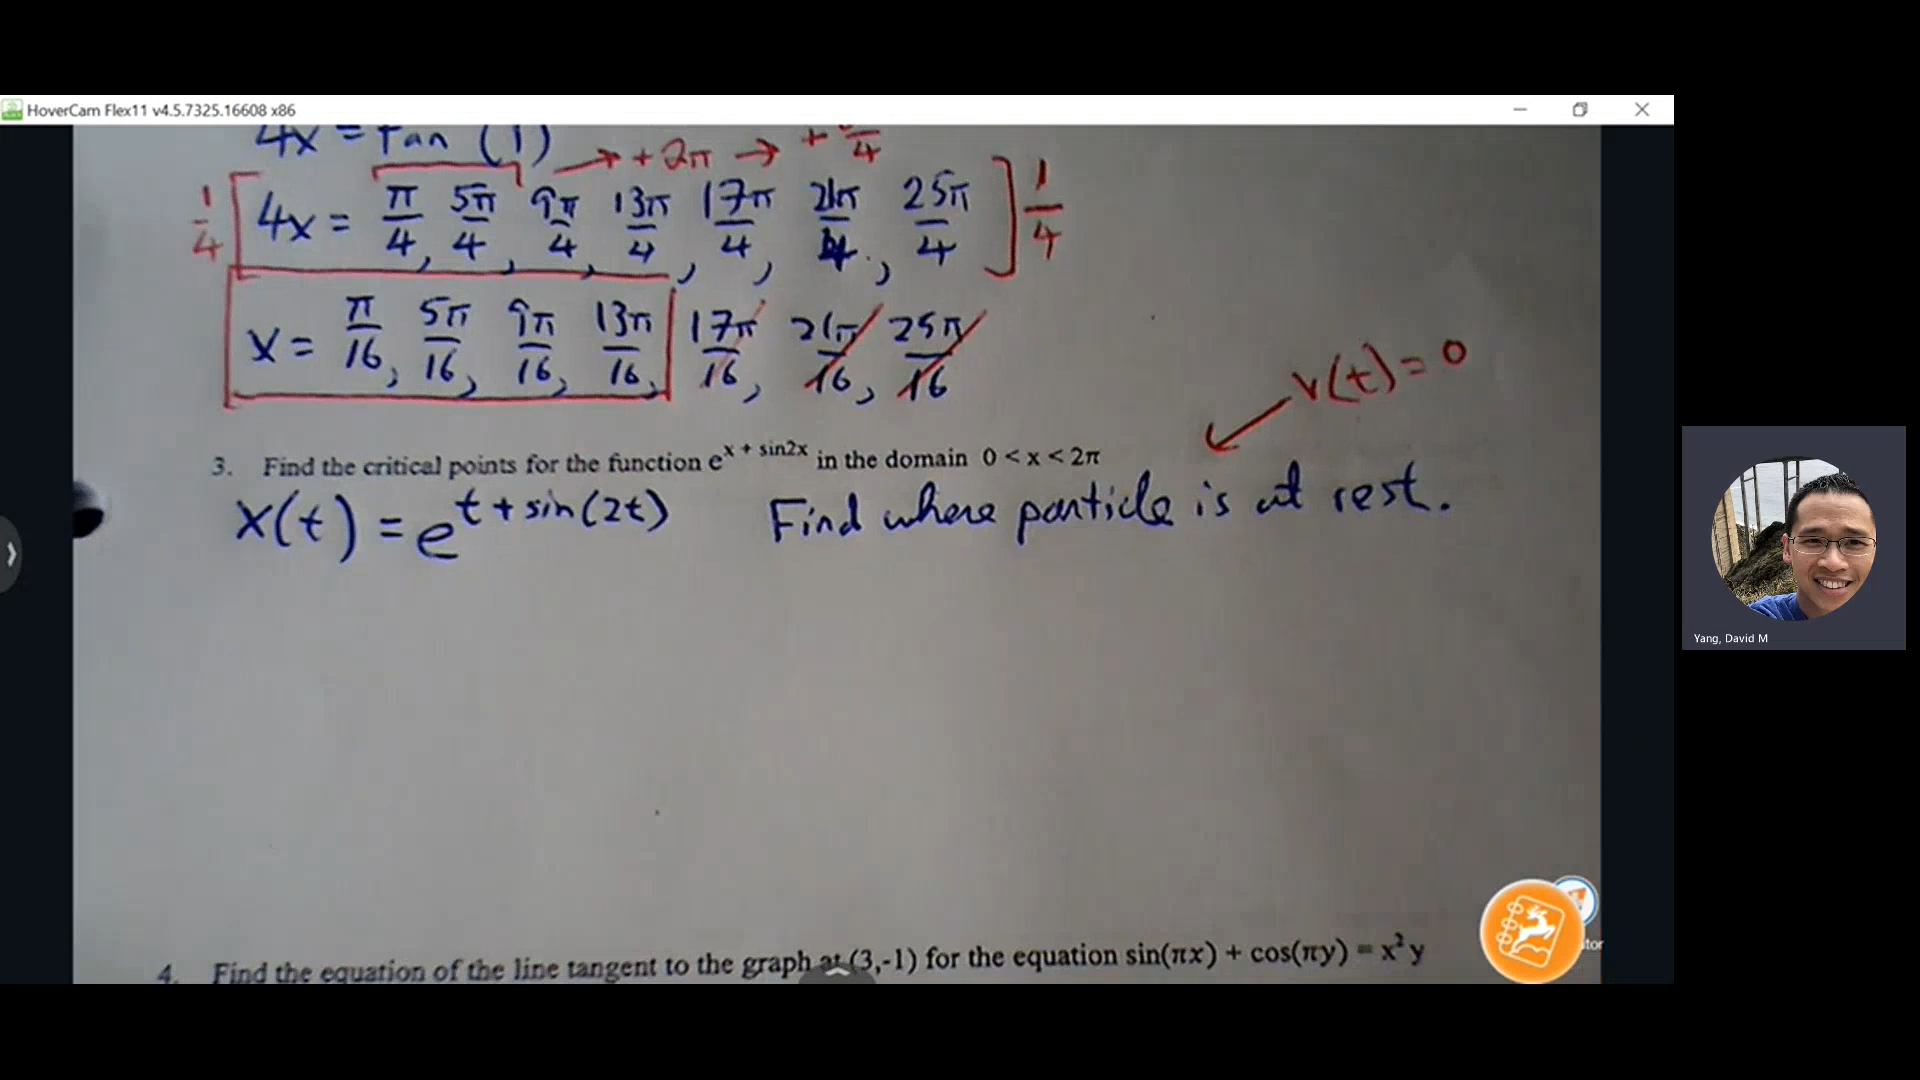 HoverCam Flex11 v4.5.7325.16608 x86
4x = tan (1) → +2π → +
1/4 [ 4x = π/4, 5π/4, 9π/4, 13π/4, 17π/4, 21π/4, 25π/4 ] 1/4
x = π/16, 5π/16, 9π/16, 13π/16, 17π/16, 21π/16, 25π/16
v(t) = 0
3. Find the critical points for the function e^x + sin2x in the domain 0 < x < 2π
x(t) = e^t + sin(2t) Find where particle is at rest.
4. Find the equation of the line tangent to the graph at (3,-1) for the equation sin(πx) + cos(πy) = x²y
Yang, David M